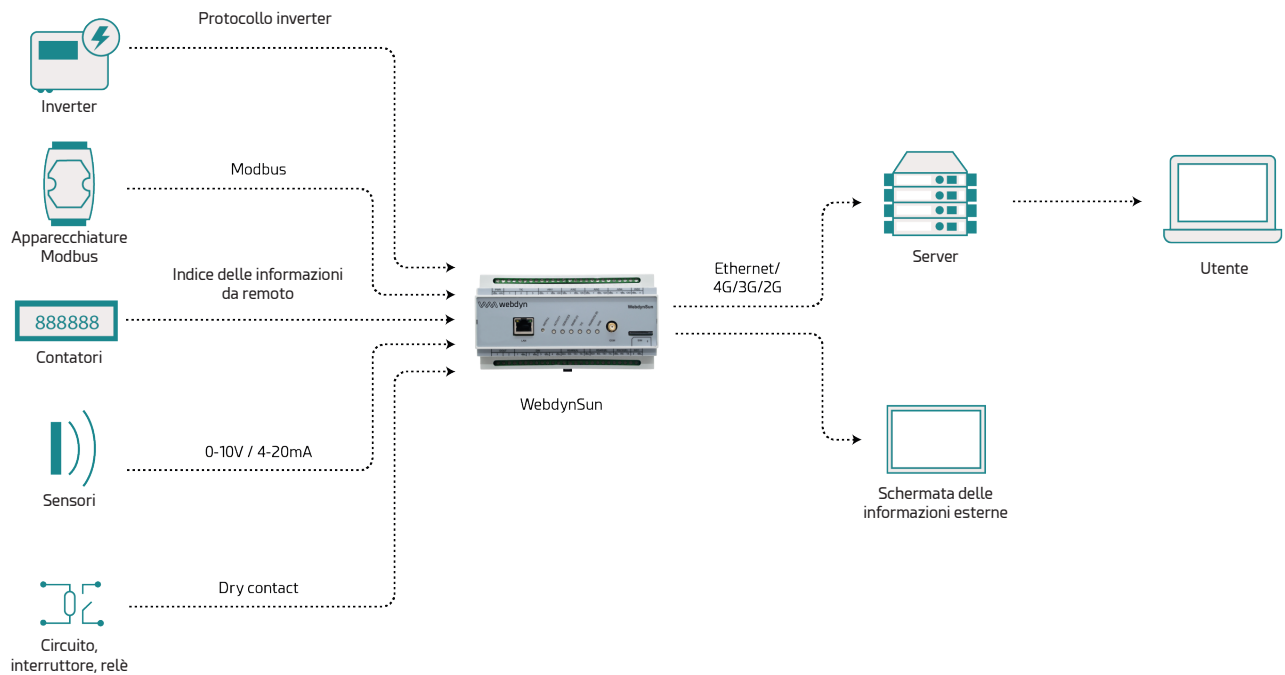 Protocollo inverter
Inverter
Modbus
Apparecchiature
Modbus
Indice delle informazioni
da remoto
888888
Contatori
0-10V / 4-20mA
Sensori
Dry contact
Circuito,
interruttore, relè
webdyn
WebdynSun
WebdynSun
Ethernet/
4G/3G/2G
Server
Utente
Schermata delle
informazioni esterne